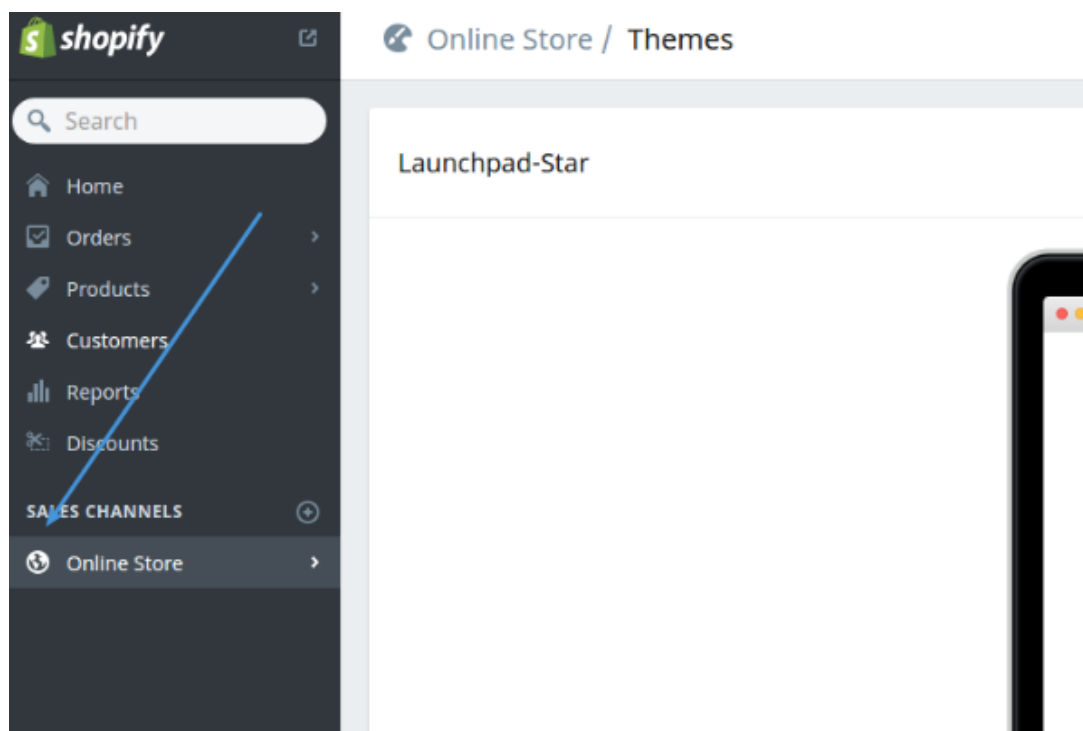 shopify
Online Store / Themes
Search
Launchpad-Star
Home
Orders
Products
Customers
Reports
Discounts
SALES CHANNELS
Online Store